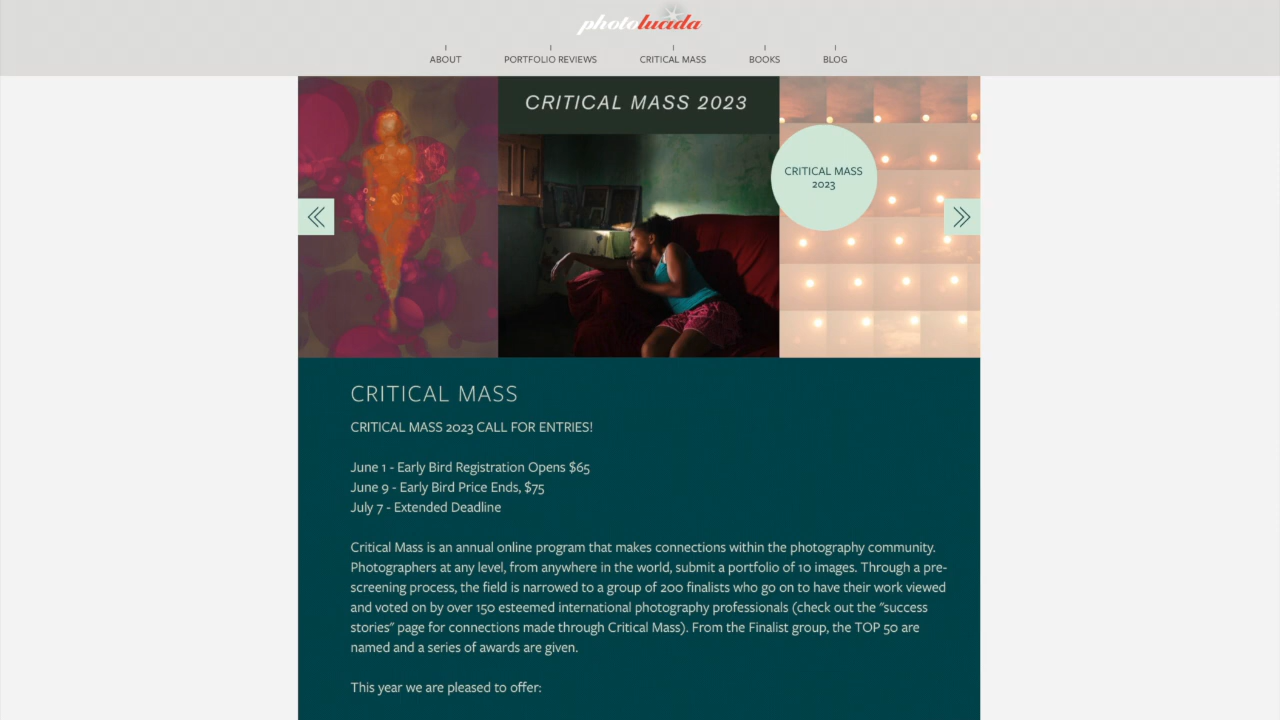 photolucida
ABOUT PORTFOLIO REVIEWS CRITICAL MASS BOOKS BLOG
CRITICAL MASS 2023
CRITICAL MASS
2023
CRITICAL MASS
CRITICAL MASS 2023 CALL FOR ENTRIES!
June 1 - Early Bird Registration Opens $65
June 9 - Early Bird Price Ends, $75
July 7 - Extended Deadline
Critical Mass is an annual online program that makes connections within the photography community.
Photographers at any level, from anywhere in the world, submit a portfolio of 10 images. Through a pre-
screening process, the field is narrowed to a group of 200 finalists who go on to have their work viewed
and voted on by over 150 esteemed international photography professionals (check out the "success
stories" page for connections made through Critical Mass). From the Finalist group, the TOP 50 are
named and a series of awards are given.
This year we are pleased to offer: